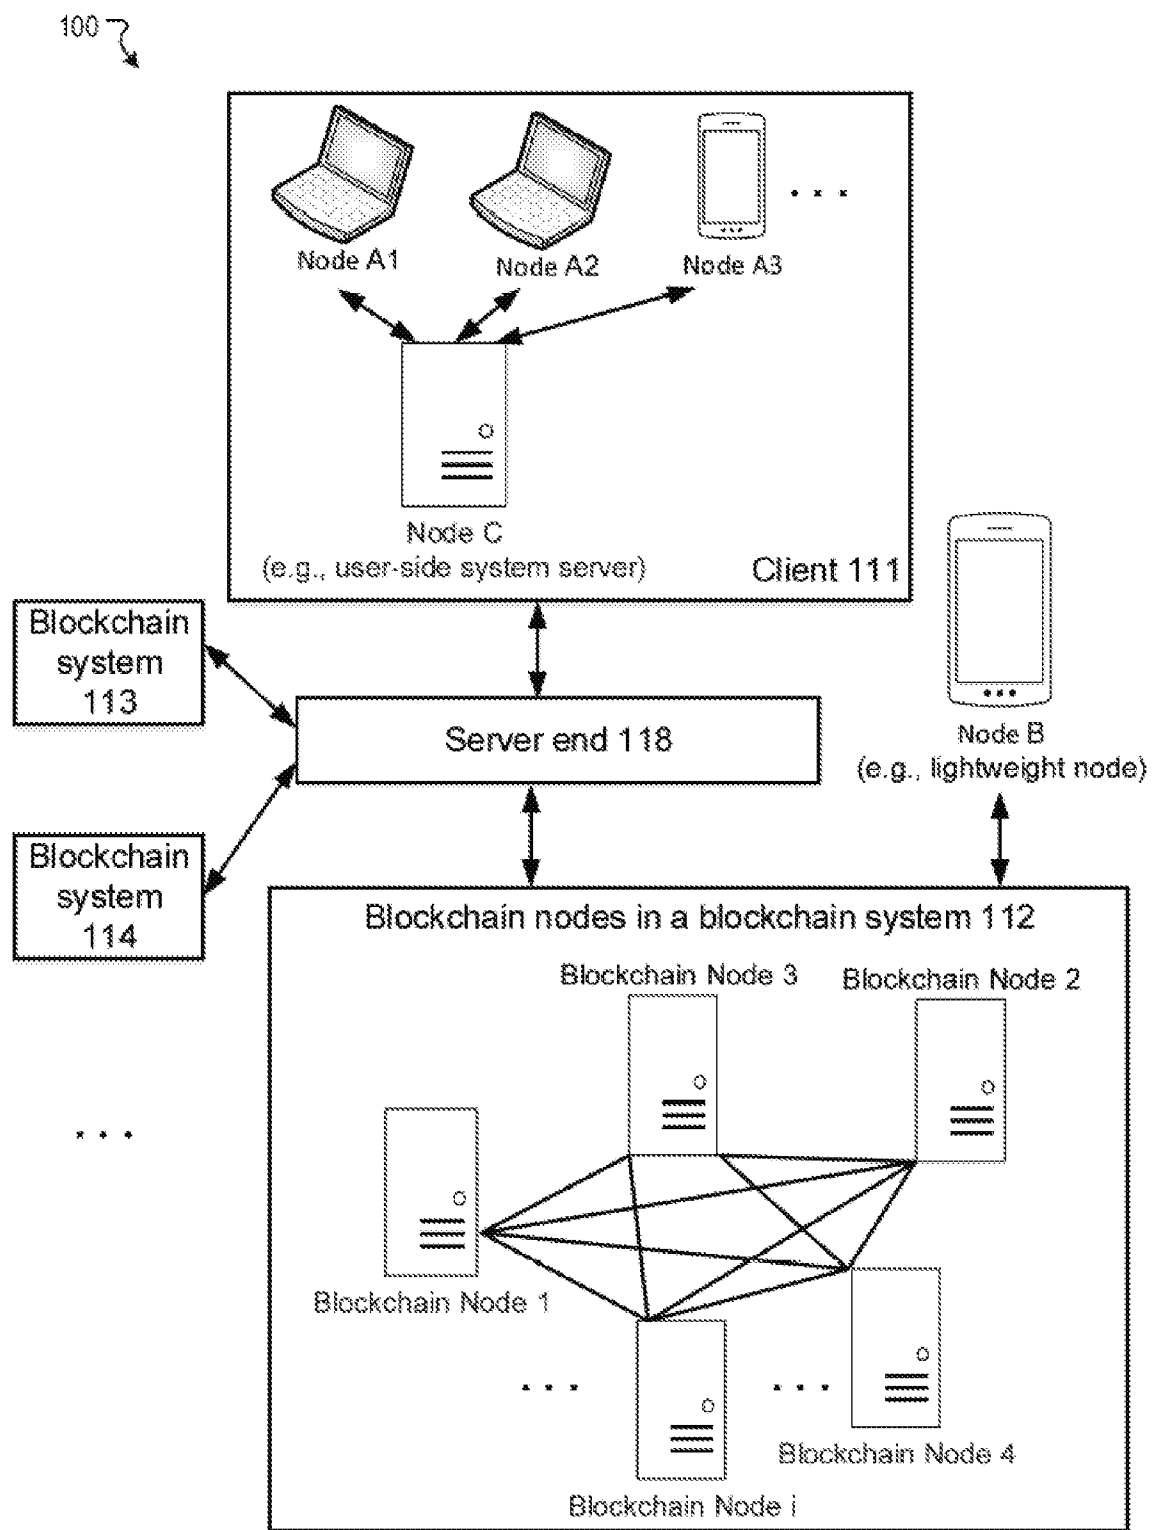 100
Node A1
Node A2
Node A3
Node C
(e.g., user-side system server)
Client 111
Blockchain
system
113
Server end 118
Node B
(e.g., lightweight node)
Blockchain
system
114
Blockchain nodes in a blockchain system 112
Blockchain Node 3
Blockchain Node 2
Blockchain Node 1
Blockchain Node 4
Blockchain Node i